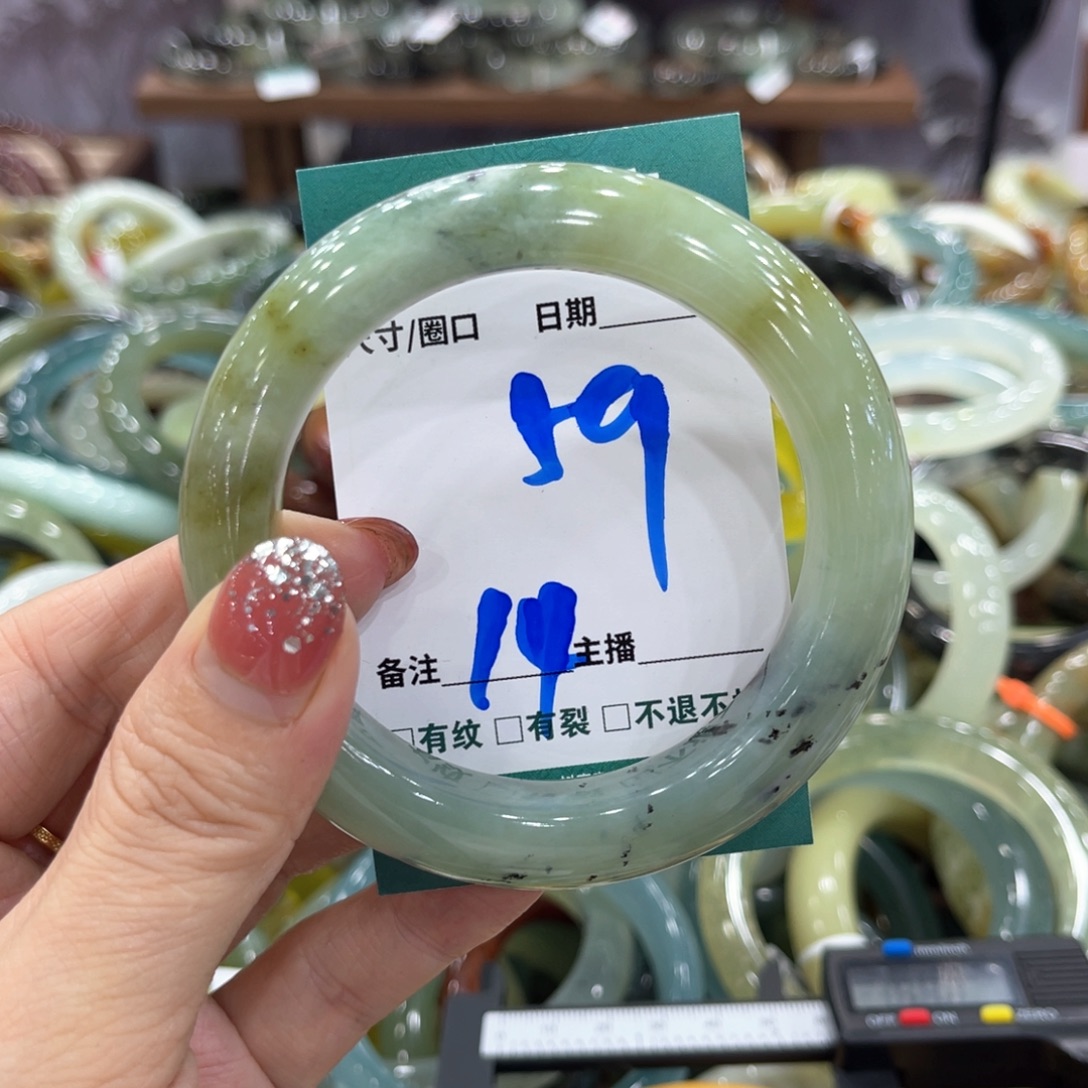 寸/圈口 日期
59
14
备注 主播
□有纹 □有裂 □不退不